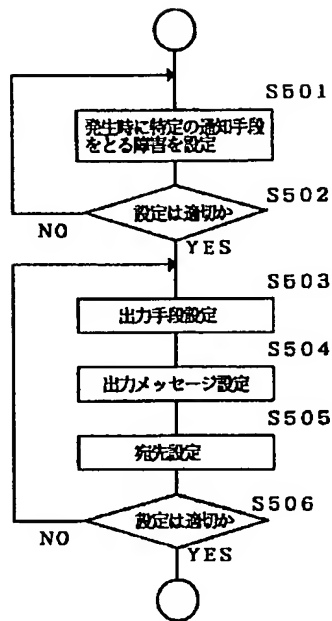 S501
発生時に特定の通知手段
をとる障害を設定
S502
設定は適切か
NO
YES
S503
出力手段設定
S504
出力メッセージ設定
S505
宛先設定
S506
設定は適切か
NO
YES